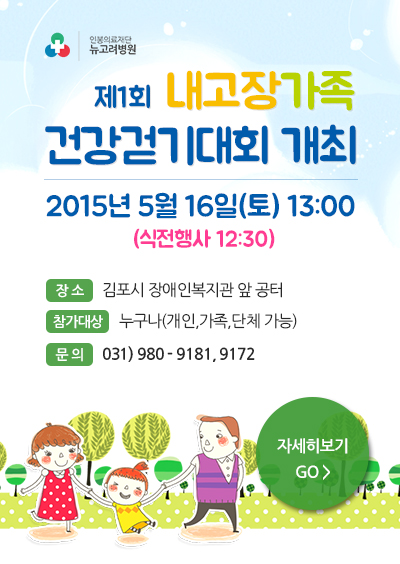 인봉의료재단
뉴고려병원
제1회 내고장가족
건강걷기대회 개최
2015년 5월 16일(토) 13:00
(식전행사 12:30)
장 소 김포시 장애인복지관 앞 공터
참가대상 누구나(개인,가족,단체 가능)
문 의 031) 980 - 9181, 9172
자세히보기
GO >